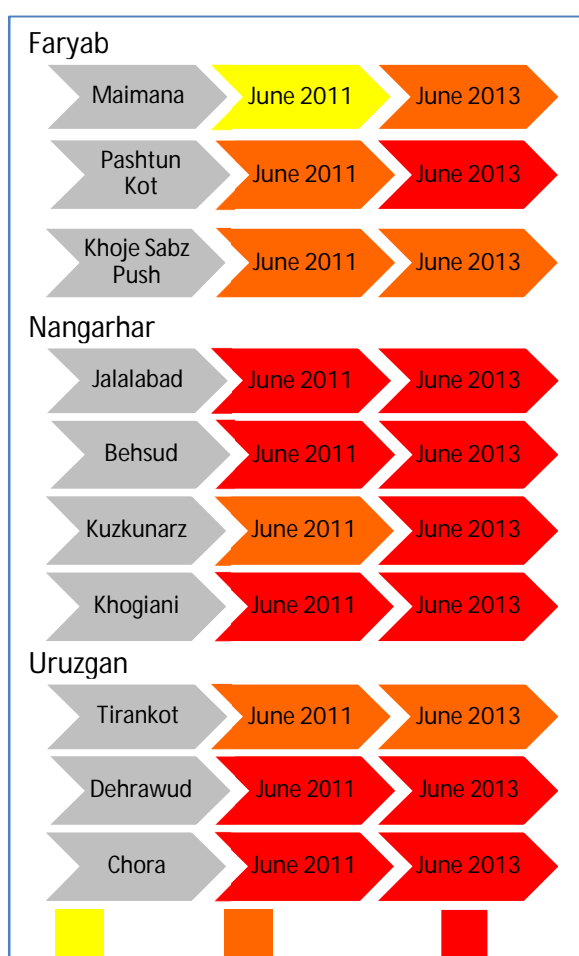 Faryab
Maimana June 2011 June 2013
Pashtun
Kot June 2011 June 2013
Khoje Sabz
Push June 2011 June 2013
Nangarhar
Jalalabad June 2011 June 2013
Behsud June 2011 June 2013
Kuzkunarz June 2011 June 2013
Khogiani June 2011 June 2013
Uruzgan
Tirankot June 2011 June 2013
Dehrawud June 2011 June 2013
Chora June 2011 June 2013